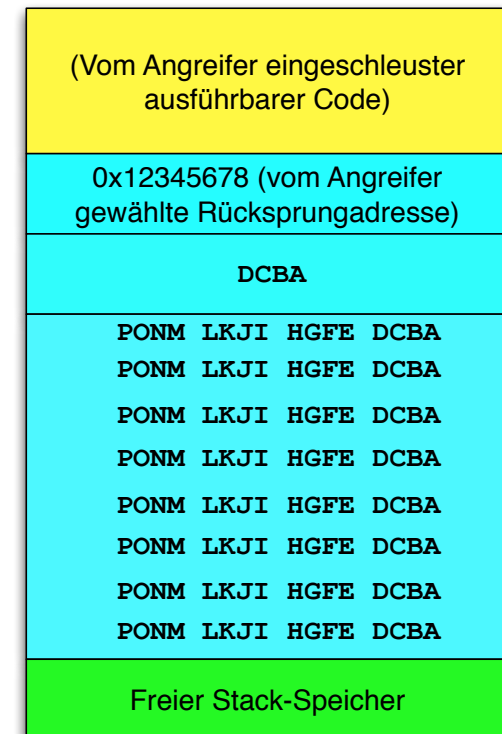 (Vom Angreifer eingeschleuster
ausführbarer Code)
0x12345678 (vom Angreifer
gewählte Rücksprungadresse)
DCBA
PONM LKJI HGFE DCBA
PONM LKJI HGFE DCBA
PONM LKJI HGFE DCBA
PONM LKJI HGFE DCBA
PONM LKJI HGFE DCBA
PONM LKJI HGFE DCBA
PONM LKJI HGFE DCBA
PONM LKJI HGFE DCBA
Freier Stack-Speicher